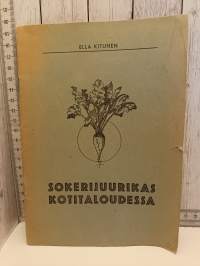 ELLA KITUNEN
SOKERIJUURIKAS
KOTITALOUDESSA